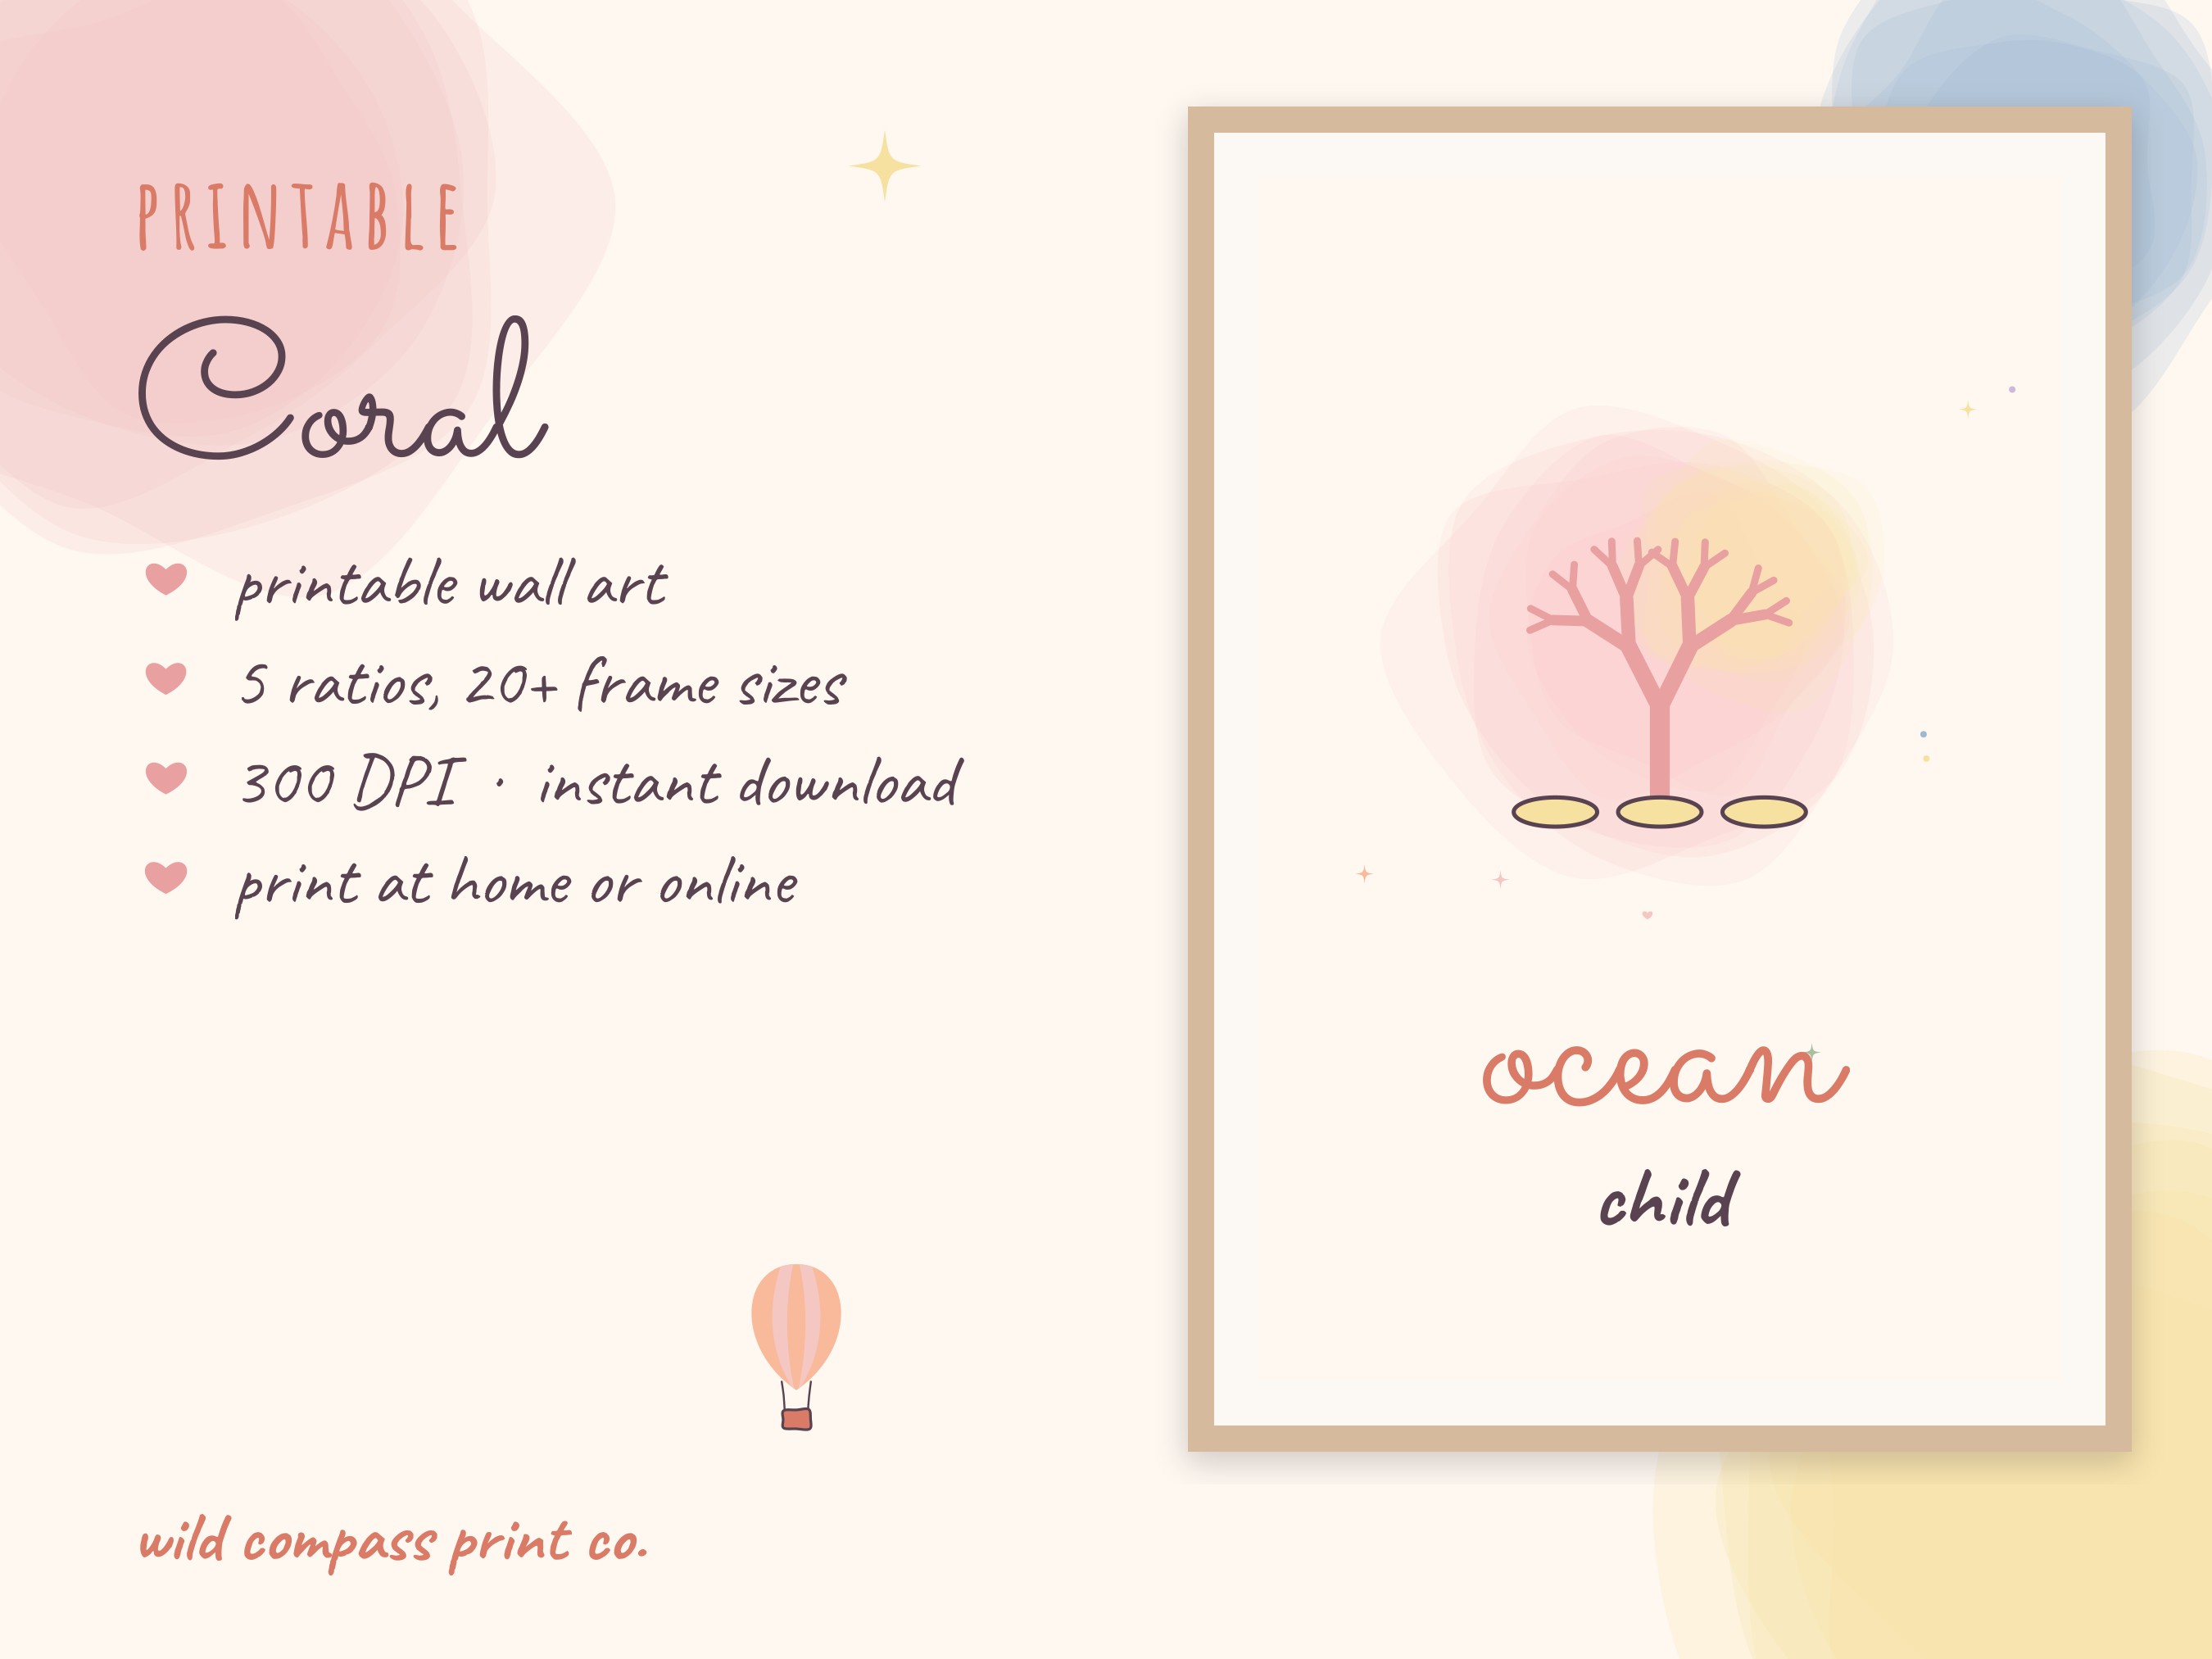 PRINTABLE
Coral
printable wall art
5 ratios, 20+ frame sizes
300 DPI · instant download
print at home or online
wild compass print co.
ocean
child